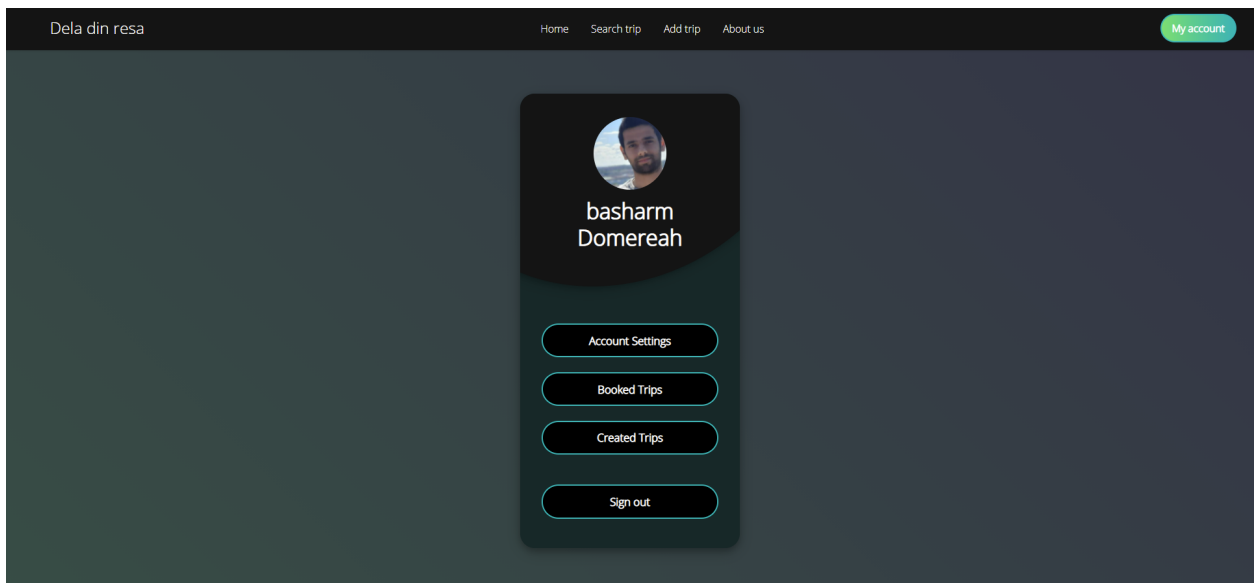 Dela din resa
Home
Search trip
Add trip
About us
My account
basharm
Domereah
Account Settings
Booked Trips
Created Trips
Sign out